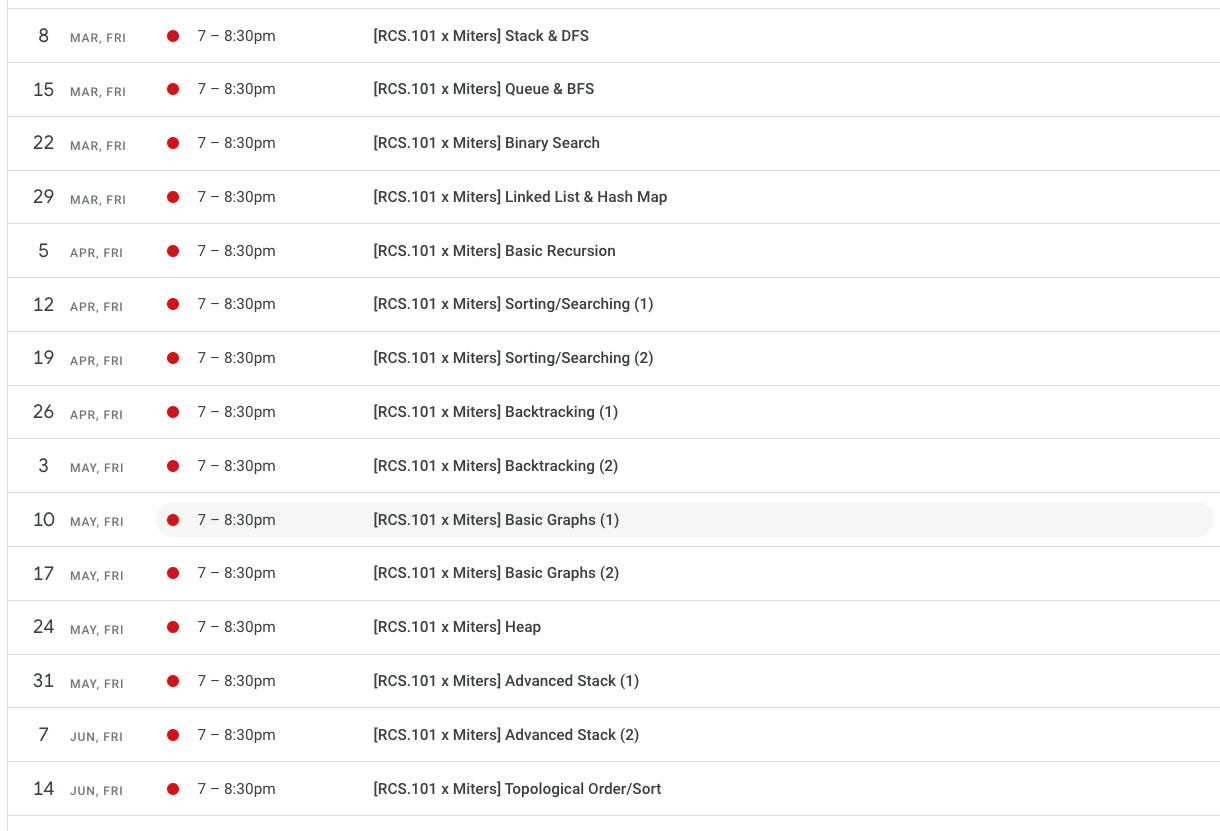 8 MAR, FRI 7 – 8:30pm [RCS.101 x Miters] Stack & DFS
15 MAR, FRI 7 – 8:30pm [RCS.101 x Miters] Queue & BFS
22 MAR, FRI 7 – 8:30pm [RCS.101 x Miters] Binary Search
29 MAR, FRI 7 – 8:30pm [RCS.101 x Miters] Linked List & Hash Map
5 APR, FRI 7 – 8:30pm [RCS.101 x Miters] Basic Recursion
12 APR, FRI 7 – 8:30pm [RCS.101 x Miters] Sorting/Searching (1)
19 APR, FRI 7 – 8:30pm [RCS.101 x Miters] Sorting/Searching (2)
26 APR, FRI 7 – 8:30pm [RCS.101 x Miters] Backtracking (1)
3 MAY, FRI 7 – 8:30pm [RCS.101 x Miters] Backtracking (2)
10 MAY, FRI 7 – 8:30pm [RCS.101 x Miters] Basic Graphs (1)
17 MAY, FRI 7 – 8:30pm [RCS.101 x Miters] Basic Graphs (2)
24 MAY, FRI 7 – 8:30pm [RCS.101 x Miters] Heap
31 MAY, FRI 7 – 8:30pm [RCS.101 x Miters] Advanced Stack (1)
7 JUN, FRI 7 – 8:30pm [RCS.101 x Miters] Advanced Stack (2)
14 JUN, FRI 7 – 8:30pm [RCS.101 x Miters] Topological Order/Sort